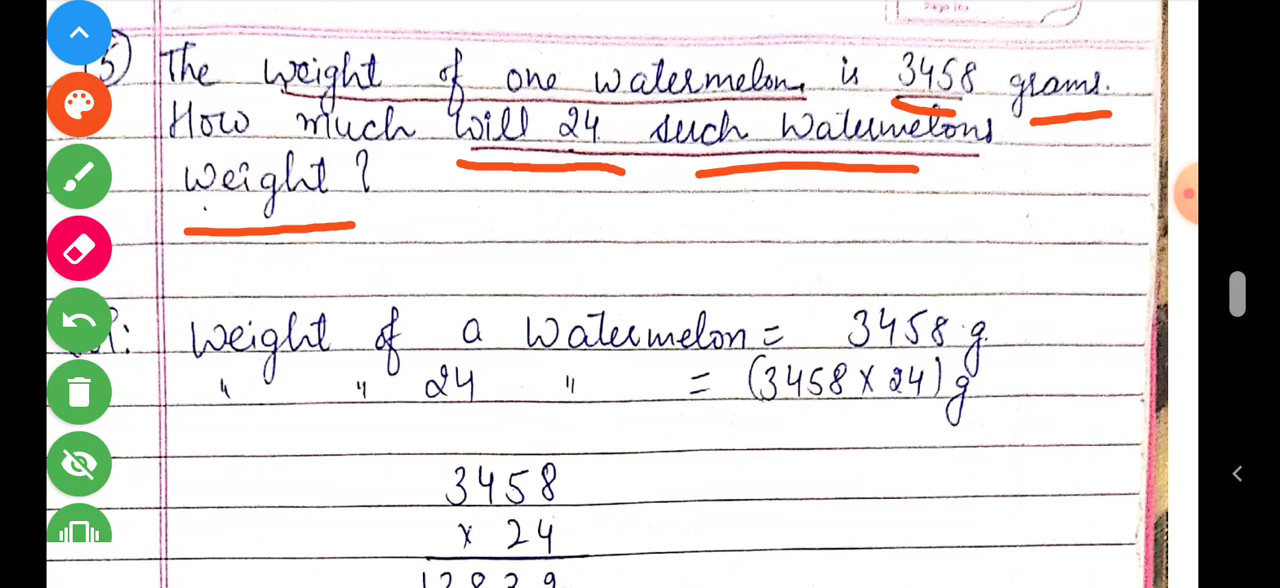 5) The weight of one watermelon is 3458 grams.
How much will 24 such watermelons
weight?
Weight of a watermelon = 3458 g
" " 24 " = (3458 x 24) g
3458
x 24